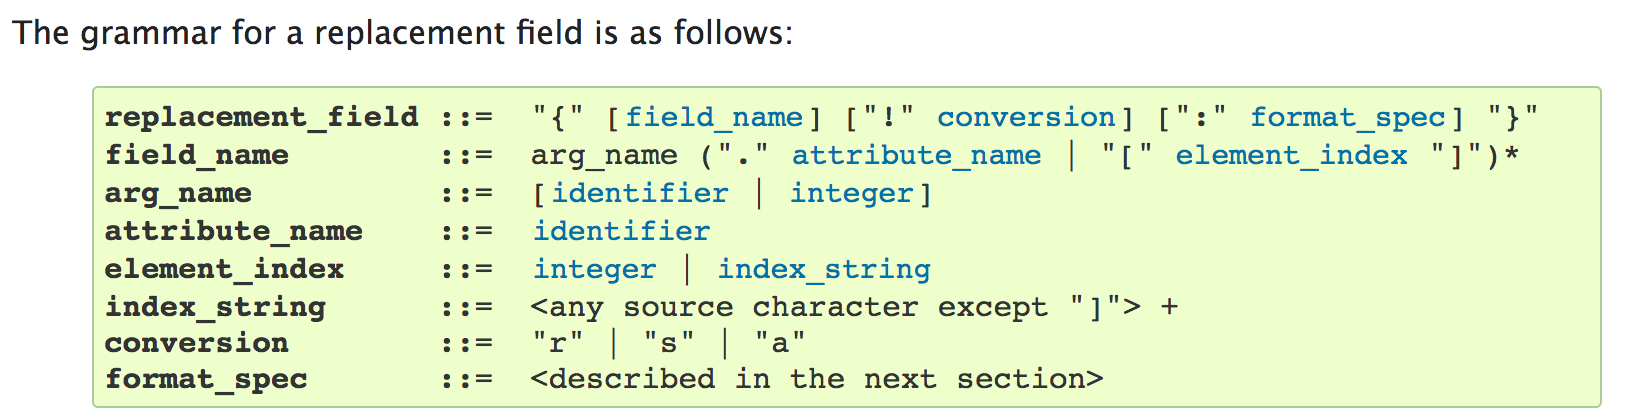 The grammar for a replacement field is as follows:
replacement_field ::= "{" [field_name] ["!" conversion] [":" format_spec] "}"
field_name ::= arg_name ("." attribute_name | "[" element_index "]")*
arg_name ::= [identifier | integer]
attribute_name ::= identifier
element_index ::= integer | index_string
index_string ::= <any source character except "]"> +
conversion ::= "r" | "s" | "a"
format_spec ::= <described in the next section>